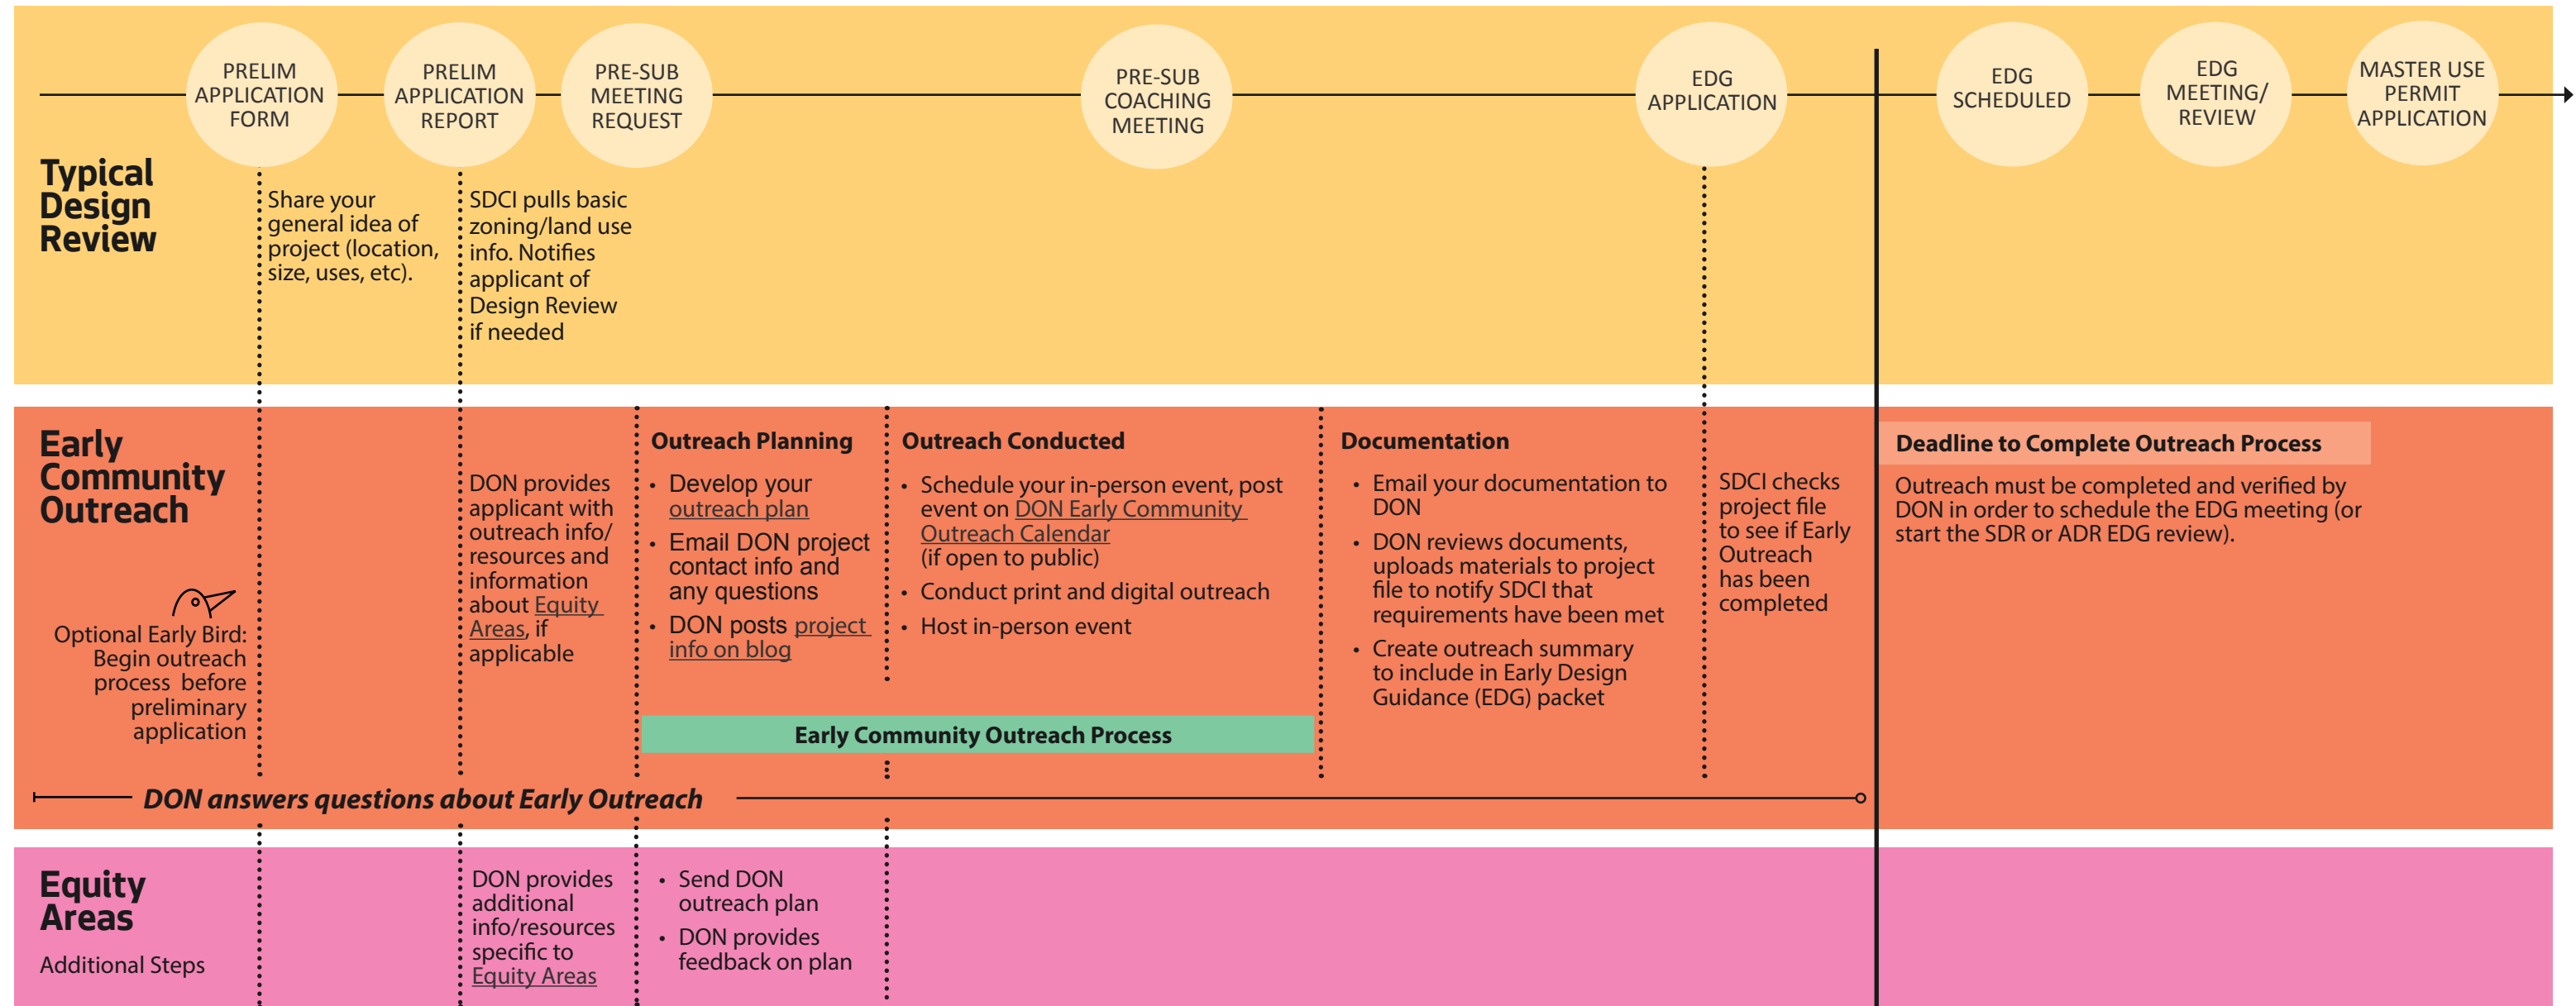 PRELIM
APPLICATION
FORM
PRELIM
APPLICATION
REPORT
PRE-SUB
MEETING
REQUEST
PRE-SUB
COACHING
MEETING
EDG
APPLICATION
EDG
SCHEDULED
EDG
MEETING/
REVIEW
MASTER USE
PERMIT
APPLICATION
Typical
Design
Review
Share your
general idea of
project (location,
size, uses, etc).
SDCI pulls basic
zoning/land use
info. Notifies
applicant of
Design Review
if needed
Early
Community
Outreach
Optional Early Bird:
Begin outreach
process before
preliminary
application
DON provides
applicant with
outreach info/
resources and
information
about Equity
Areas, if
applicable
Outreach Planning
• Develop your
outreach plan
• Email DON project
contact info and
any questions
• DON posts project
info on blog
Outreach Conducted
• Schedule your in-person event, post
event on DON Early Community
Outreach Calendar
(if open to public)
• Conduct print and digital outreach
• Host in-person event
Early Community Outreach Process
Documentation
• Email your documentation to
DON
• DON reviews documents,
uploads materials to project
file to notify SDCI that
requirements have been met
• Create outreach summary
to include in Early Design
Guidance (EDG) packet
SDCI checks
project file
to see if Early
Outreach
has been
completed
Deadline to Complete Outreach Process
Outreach must be completed and verified by
DON in order to schedule the EDG meeting (or
start the SDR or ADR EDG review).
DON answers questions about Early Outreach
Equity
Areas
Additional Steps
DON provides
additional
info/resources
specific to
Equity Areas
• Send DON
outreach plan
• DON provides
feedback on plan